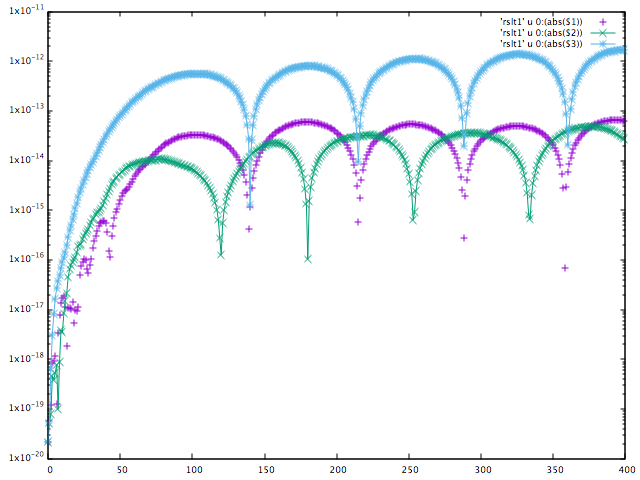 1x10-11
1x10-12
1x10-13
1x10-14
1x10-15
1x10-16
1x10-17
1x10-18
1x10-19
1x10-20
'rslt1' u 0:(abs($1))
'rslt1' u 0:(abs($2))
'rslt1' u 0:(abs($3))
0 50 100 150 200 250 300 350 400